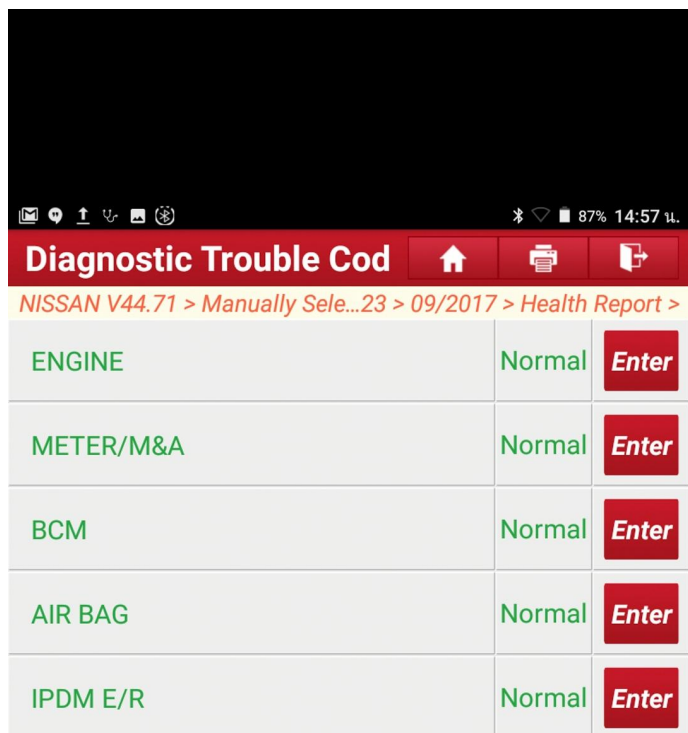 87% 14:57 น.
Diagnostic Trouble Cod
NISSAN V44.71 > Manually Sele...23 > 09/2017 > Health Report >
ENGINE Normal Enter
METER/M&A Normal Enter
BCM Normal Enter
AIR BAG Normal Enter
IPDM E/R Normal Enter